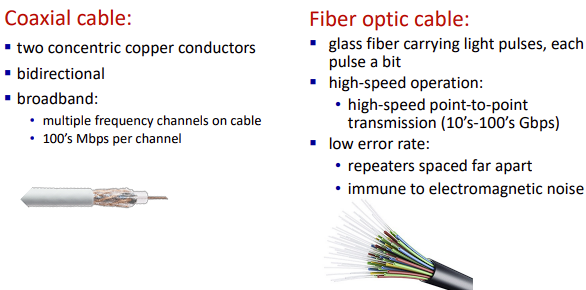 Coaxial cable:
▪ two concentric copper conductors
▪ bidirectional
▪ broadband:
• multiple frequency channels on cable
• 100’s Mbps per channel
Fiber optic cable:
▪ glass fiber carrying light pulses, each
pulse a bit
▪ high-speed operation:
• high-speed point-to-point
transmission (10’s-100’s Gbps)
▪ low error rate:
• repeaters spaced far apart
• immune to electromagnetic noise